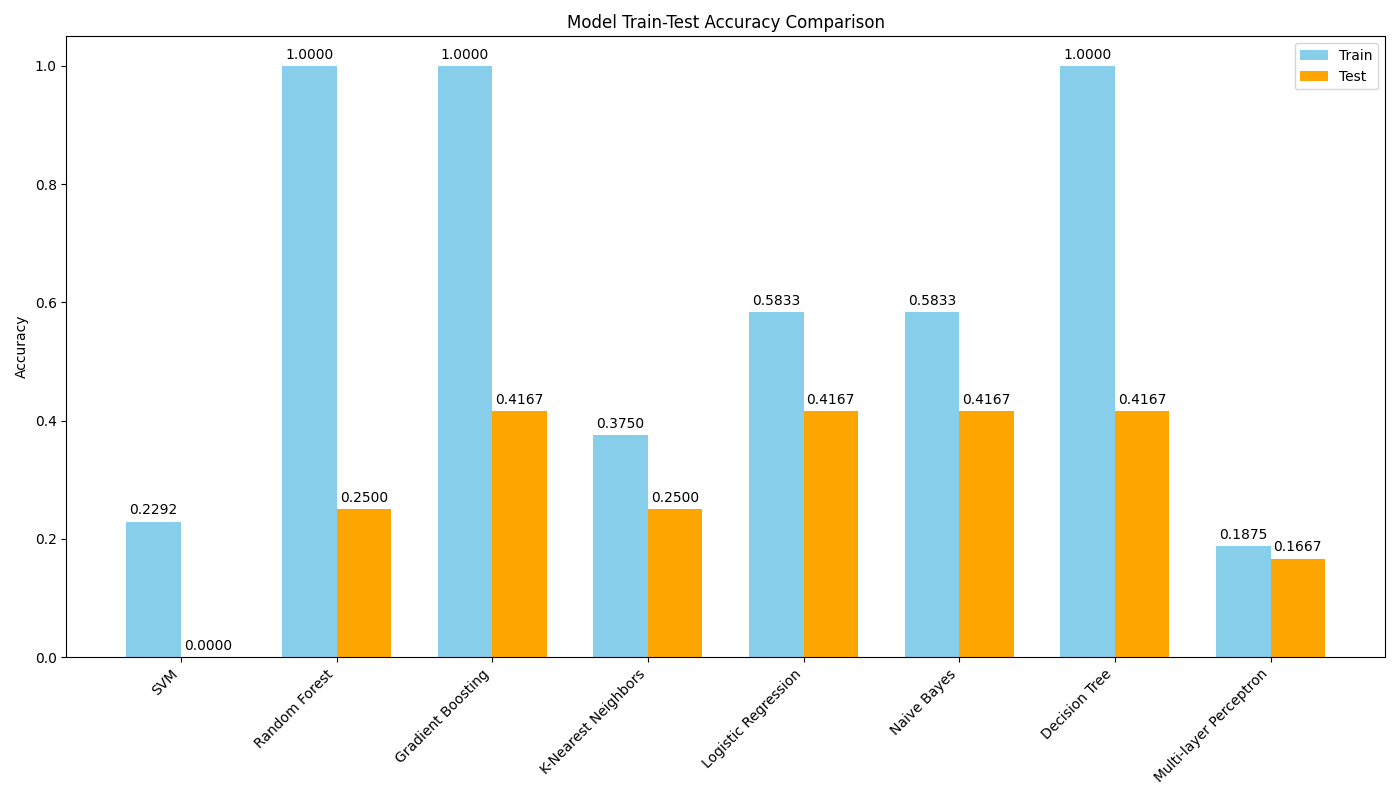 Model Train-Test Accuracy Comparison
Train
Test
Accuracy
1.0
0.8
0.6
0.4
0.2
0.0
0.2292
0.0000
1.0000
0.2500
1.0000
0.4167
0.3750
0.2500
0.5833
0.4167
0.5833
0.4167
1.0000
0.4167
0.1875
0.1667
SVM
Random Forest
Gradient Boosting
K-Nearest Neighbors
Logistic Regression
Naive Bayes
Decision Tree
Multi-layer Perceptron